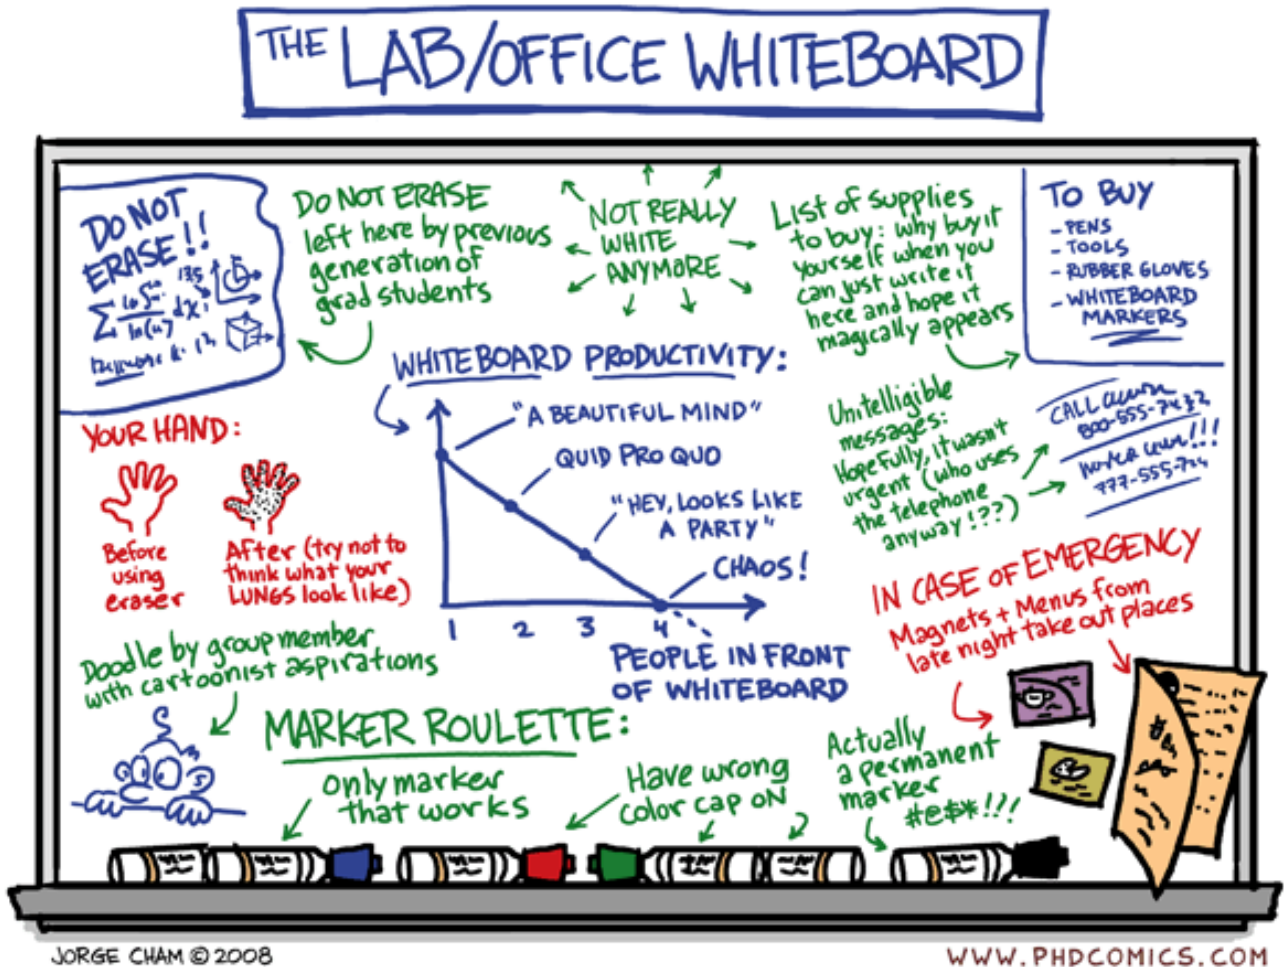 THE LAB/OFFICE WHITEBOARD
DO NOT
ERASE!!
DO NOT ERASE
left here by previous
generation of
grad students
NOT REALLY
WHITE
ANYMORE
List of supplies
to buy: why buy it
yourself when you
can just write it
here and hope it
magically appears
TO BUY
- PENS
- TOOLS
- RUBBER GLOVES
- WHITEBOARD
MARKERS
WHITEBOARD PRODUCTIVITY:
"A BEAUTIFUL MIND"
QUID PRO QUO
"HEY, LOOKS LIKE
A PARTY"
CHAOS!
1 2 3 4
PEOPLE IN FRONT
OF WHITEBOARD
YOUR HAND:
Before
using
eraser
After (try not to
think what your
LUNGS look like)
Unitelligible
messages:
Hopefully, it wasn't
urgent (who uses
the telephone
anyway!??)
CALL
800-555-7432
777-555-
IN CASE OF EMERGENCY
Magnets + Menus from
late night take out places
Doodle by group member
with cartoonist aspirations
MARKER ROULETTE:
Only marker
that works
Have wrong
color cap on
Actually
a permanent
marker
#@$*!!!
JORGE CHAM © 2008
WWW.PHDCOMICS.COM